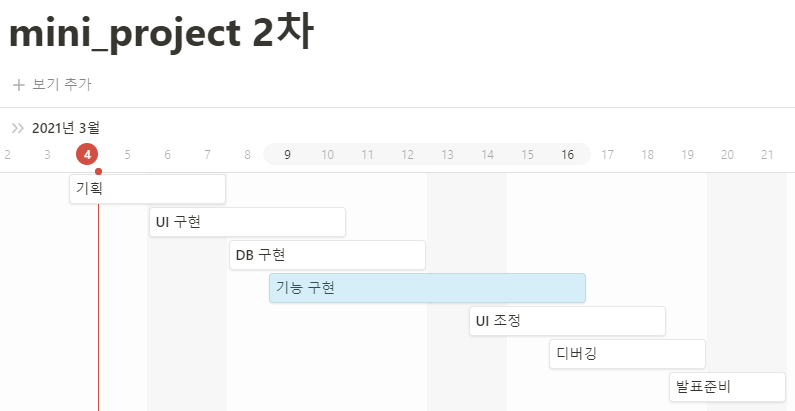 mini_project 2차
보기 추가
2021년 3월
2 3 4 5 6 7 8 9 10 11 12 13 14 15 16 17 18 19 20 21
기획
UI 구현
DB 구현
기능 구현
UI 조정
디버깅
발표준비